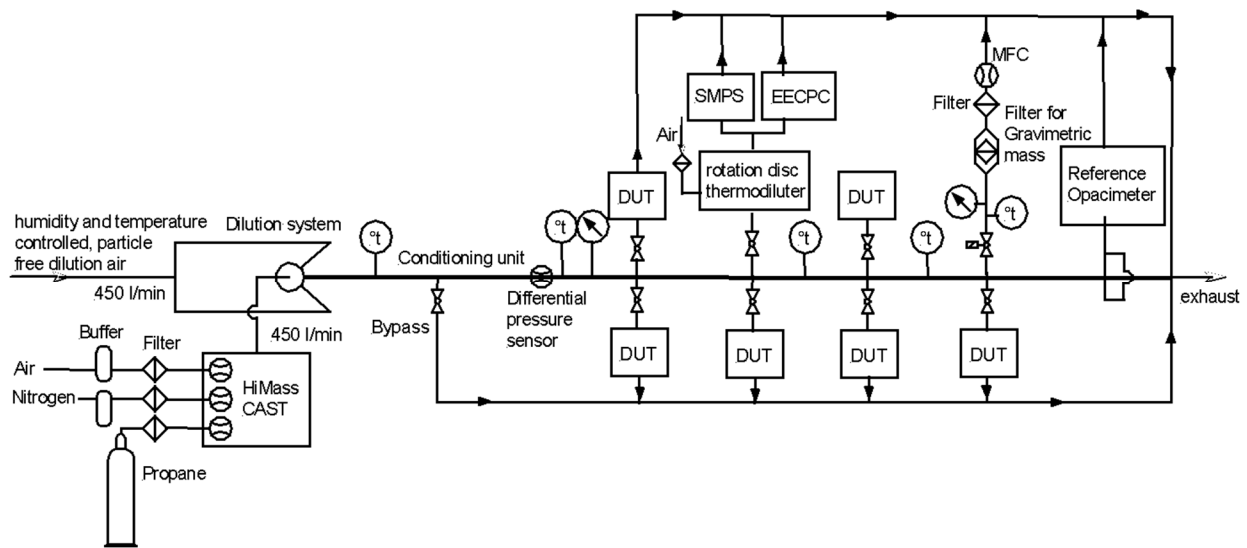 MFC
SMPS
EECPC
Filter
Filter for
Gravimetric
mass
Air
rotation disc
thermodiluter
Reference
Opacimeter
DUT
DUT
°t
humidity and temperature
controlled, particle
free dilution air
Dilution system
°t
°t
°t
°t
Conditioning unit
450 l/min
exhaust
Differential
pressure
sensor
Bypass
Buffer
Filter
450 l/min
DUT
DUT
DUT
DUT
Air
Nitrogen
HiMass
CAST
Propane